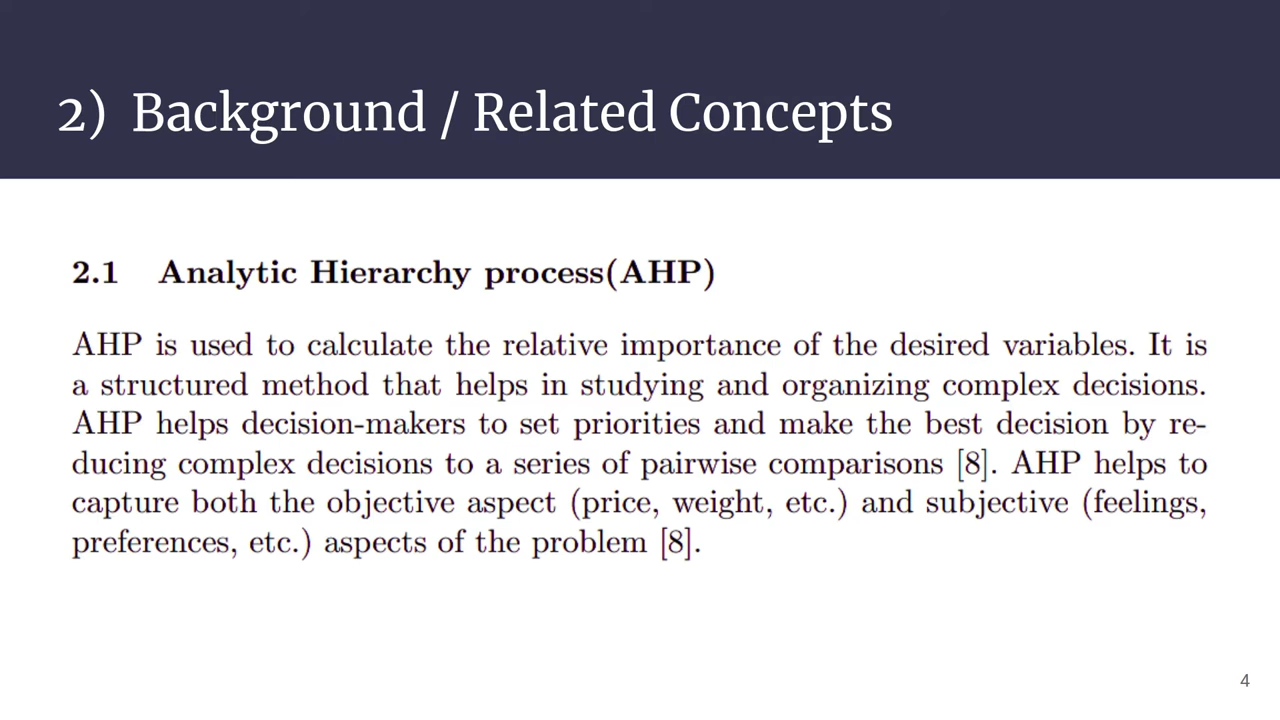 2) Background / Related Concepts
2.1 Analytic Hierarchy process(AHP)
AHP is used to calculate the relative importance of the desired variables. It is
a structured method that helps in studying and organizing complex decisions.
AHP helps decision-makers to set priorities and make the best decision by re-
ducing complex decisions to a series of pairwise comparisons [8]. AHP helps to
capture both the objective aspect (price, weight, etc.) and subjective (feelings,
preferences, etc.) aspects of the problem [8].
4